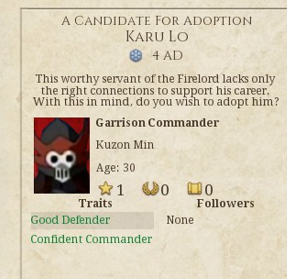 A Candidate For Adoption
Karu Lo
4 AD
This worthy servant of the Firelord lacks only
the right connections to support his career.
With this in mind, do you wish to adopt him?
Garrison Commander
Kuzon Min
Age: 30
1 0 0
Traits Followers
Good Defender None
Confident Commander